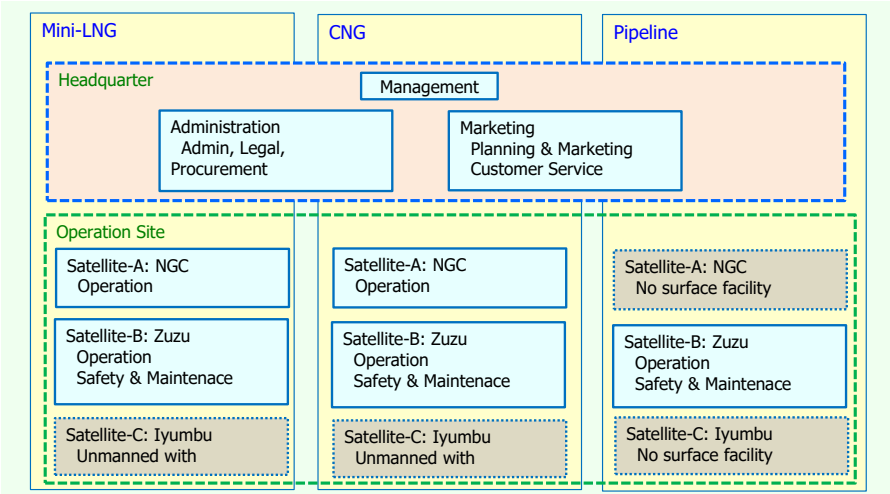 Mini-LNG
CNG
Pipeline
Headquarter
Management
Administration
Admin, Legal,
Procurement
Marketing
Planning & Marketing
Customer Service
Operation Site
Satellite-A: NGC
Operation
Satellite-A: NGC
Operation
Satellite-A: NGC
No surface facility
Satellite-B: Zuzu
Operation
Safety & Maintenace
Satellite-B: Zuzu
Operation
Safety & Maintenace
Satellite-B: Zuzu
Operation
Safety & Maintenace
Satellite-C: Iyumbu
Unmanned with
Satellite-C: Iyumbu
Unmanned with
Satellite-C: Iyumbu
No surface facility